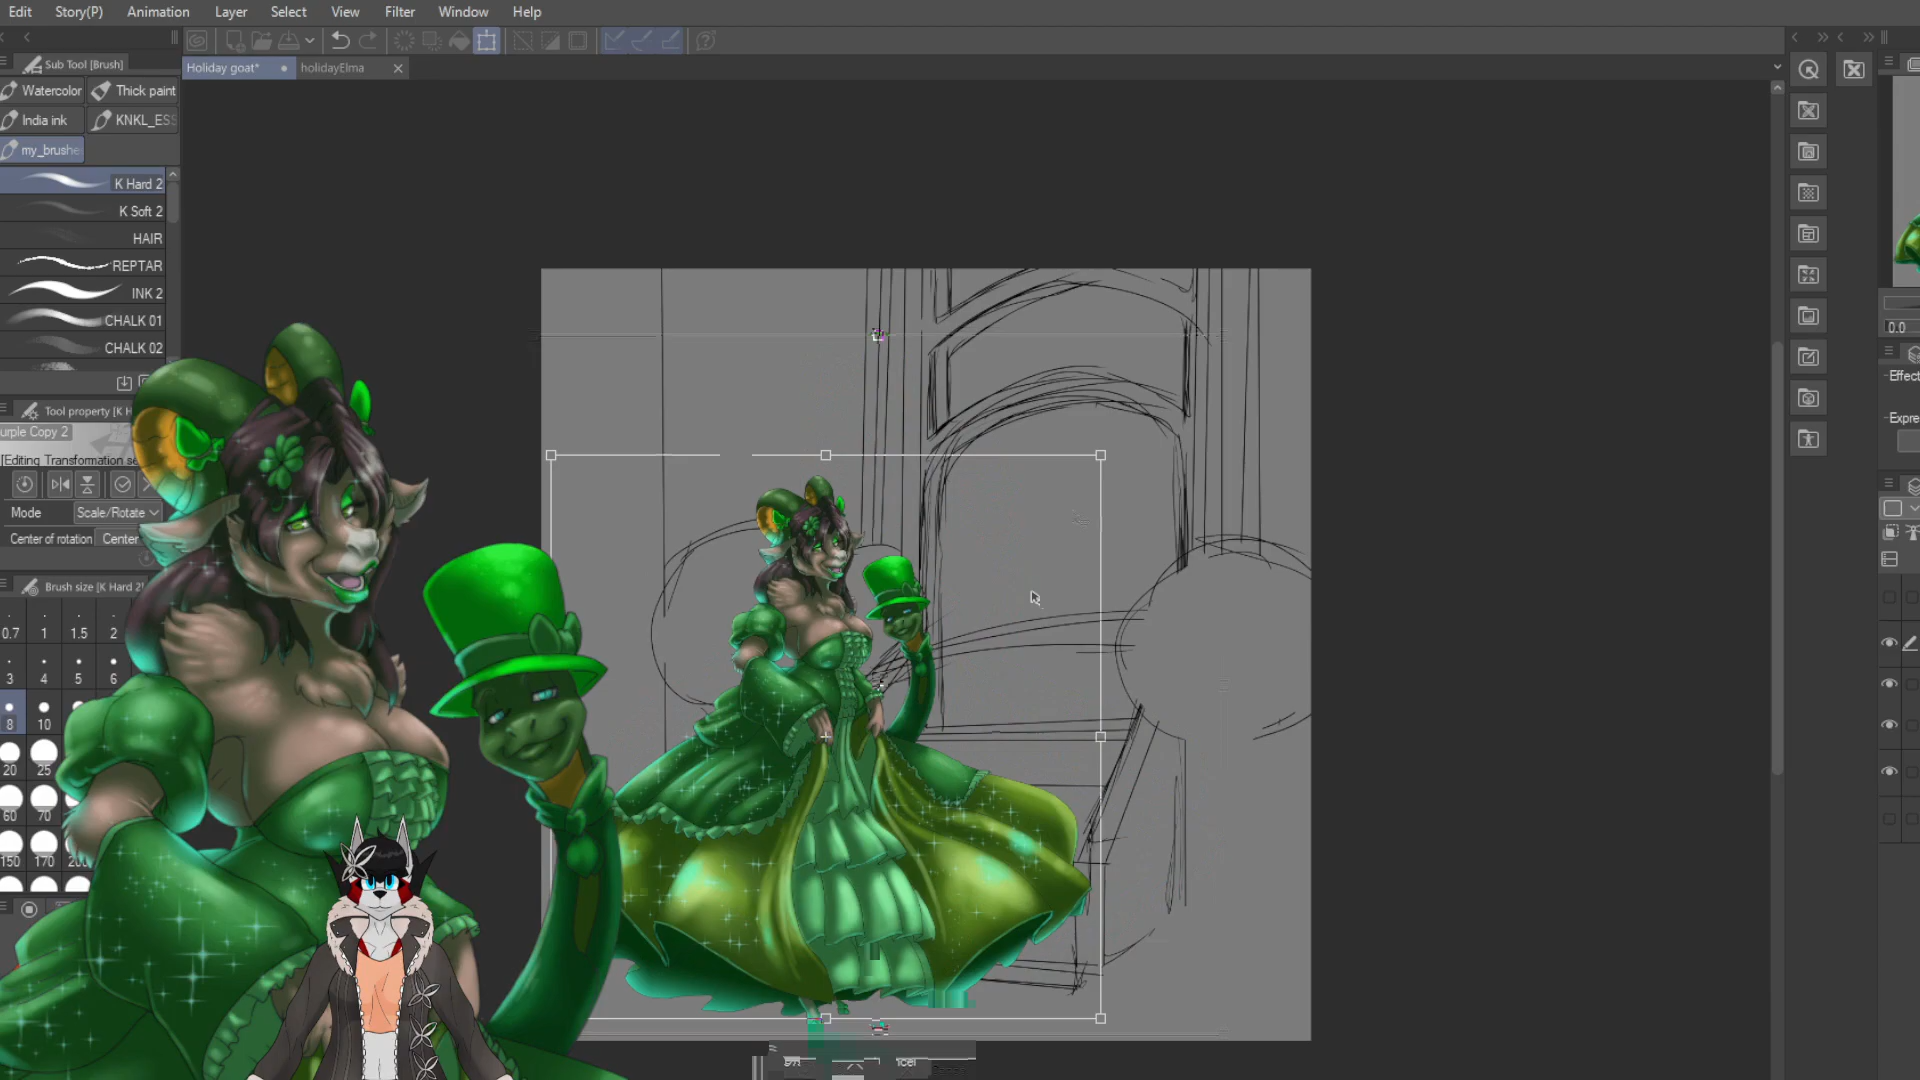 Edit Story(P) Animation Layer Select View Filter Window Help
Sub Tool [Brush]
Holiday goat* holidayElma
Watercolor Thick paint
India ink KNKL_ESS
my_brushe
K Hard 2
K Soft 2
HAIR
REPTAR
INK 2
CHALK 01
CHALK 02
0.0
Effect
Expre
Tool property [K H
urple Copy 2
[Editing Transformation se
Mode Scale/Rotate
Center of rotation Center
Brush size [K Hard 2]
0.7 1 1.5 2
3 4 5 6
8 10
20 25
60 70
150 170 200